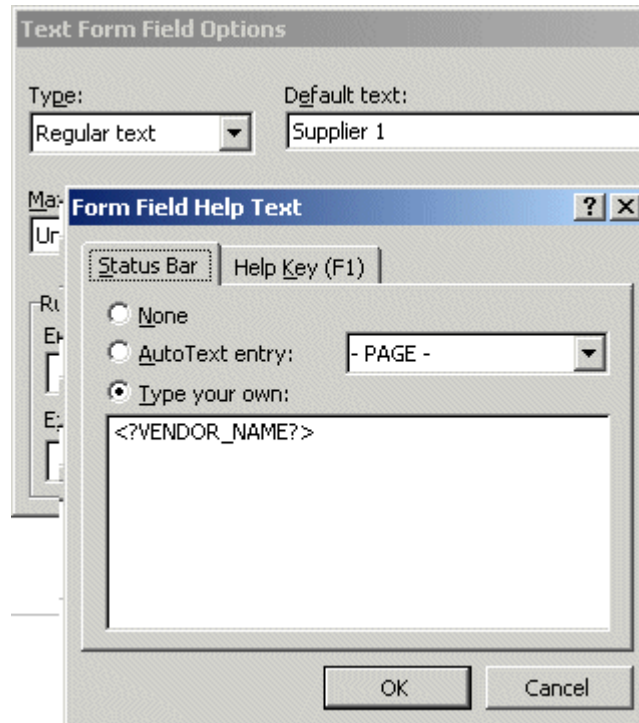 Text Form Field Options
Type: Default text:
Regular text Supplier 1
Form Field Help Text
Status Bar Help Key (F1)
None
AutoText entry: - PAGE -
Type your own:
<?VENDOR_NAME?>
OK Cancel